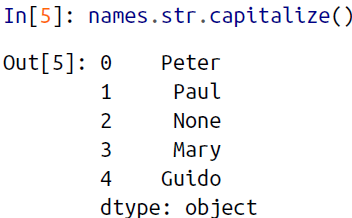 In[5]: names.str.capitalize()
Out[5]: 0    Peter
        1     Paul
        2     None
        3     Mary
        4    Guido
        dtype: object